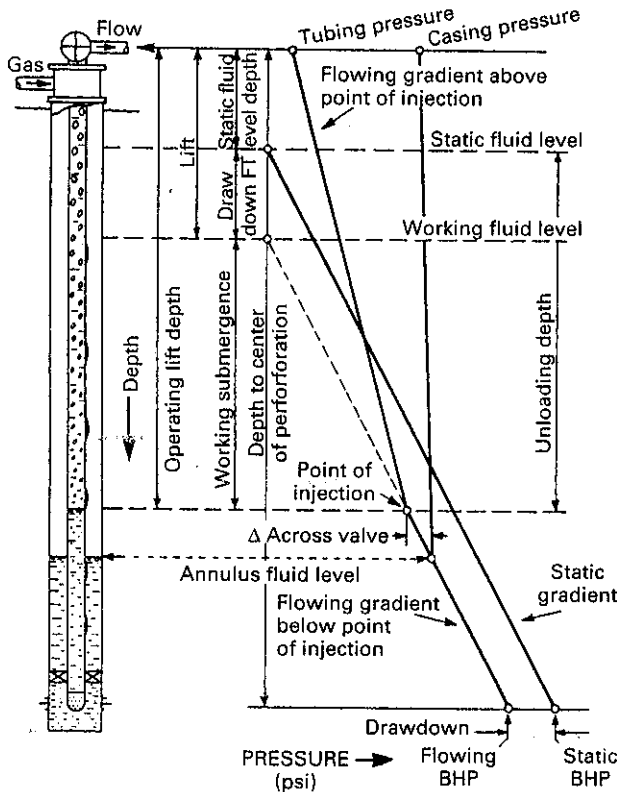 Flow
Gas
Tubing pressure
Casing pressure
Flowing gradient above
point of injection
Static fluid
level depth
Lift
Draw
down FT
Static fluid level
Working fluid level
Depth
Operating lift depth
Working submergence
Depth to center
of perforforation
Unloading depth
Point of
injection
Δ Across valve
Annulus fluid level
Static
gradient
Flowing gradient
below point
of injection
Drawdown
PRESSURE
(psi)
Flowing
BHP
Static
BHP